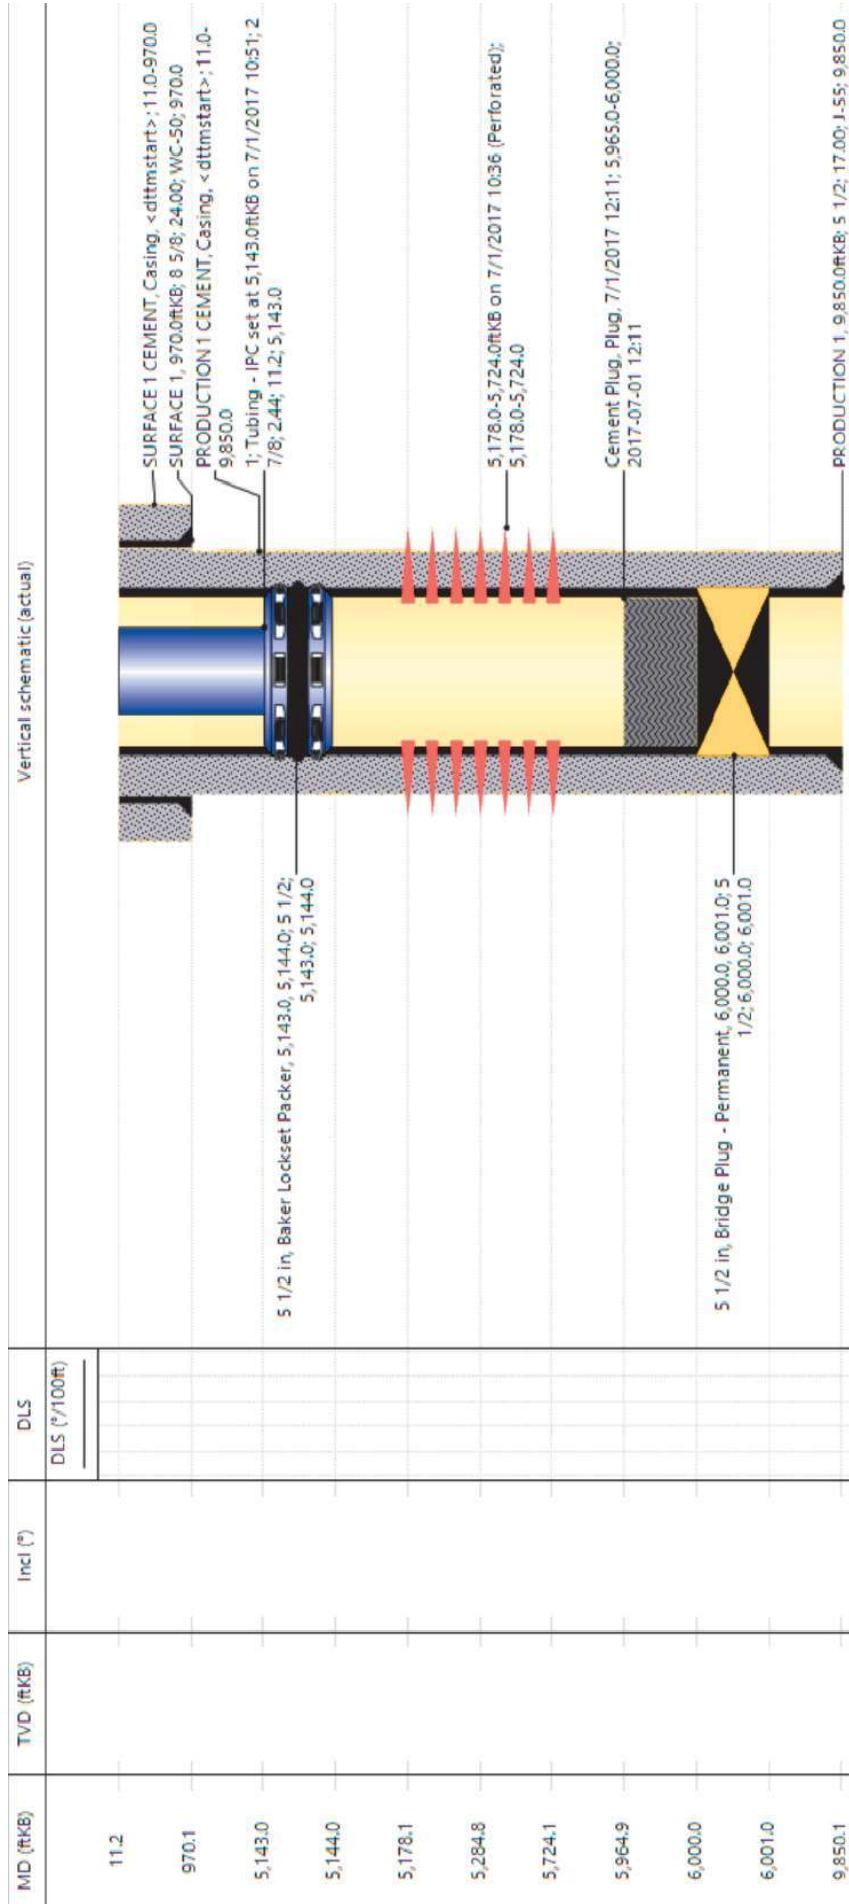 Vertical schematic (actual)
MD (ftKB)
TVD (ftKB)
Incl (°)
DLS
DLS (°/100ft)
11.2
970.1
5,143.0
5,144.0
5,178.1
5,284.8
5,724.1
5,964.9
6,000.0
6,001.0
9,850.1
5 1/2 in, Baker Lockset Packer, 5,143.0, 5,144.0; 5 1/2;
5,143.0; 5,144.0
5 1/2 in, Bridge Plug - Permanent, 6,000.0, 6,001.0; 5
1/2; 6,000.0; 6,001.0
SURFACE 1 CEMENT, Casing, <dttmstart>; 11.0-970.0
SURFACE 1, 970.0ftKB; 8 5/8; 24.00; WC-50; 970.0
PRODUCTION 1 CEMENT, Casing, <dttmstart>; 11.0-
9,850.0
1; Tubing - IPC set at 5,143.0ftKB on 7/1/2017 10:51; 2
7/8; 2.44; 11.2; 5,143.0
5,178.0-5,724.0ftKB on 7/1/2017 10:36 (Perforated);
5,178.0-5,724.0
Cement Plug, Plug, 7/1/2017 12:11; 5,965.0-6,000.0;
2017-07-01 12:11
PRODUCTION 1, 9,850.0ftKB; 5 1/2; 17.00; J-55; 9,850.0